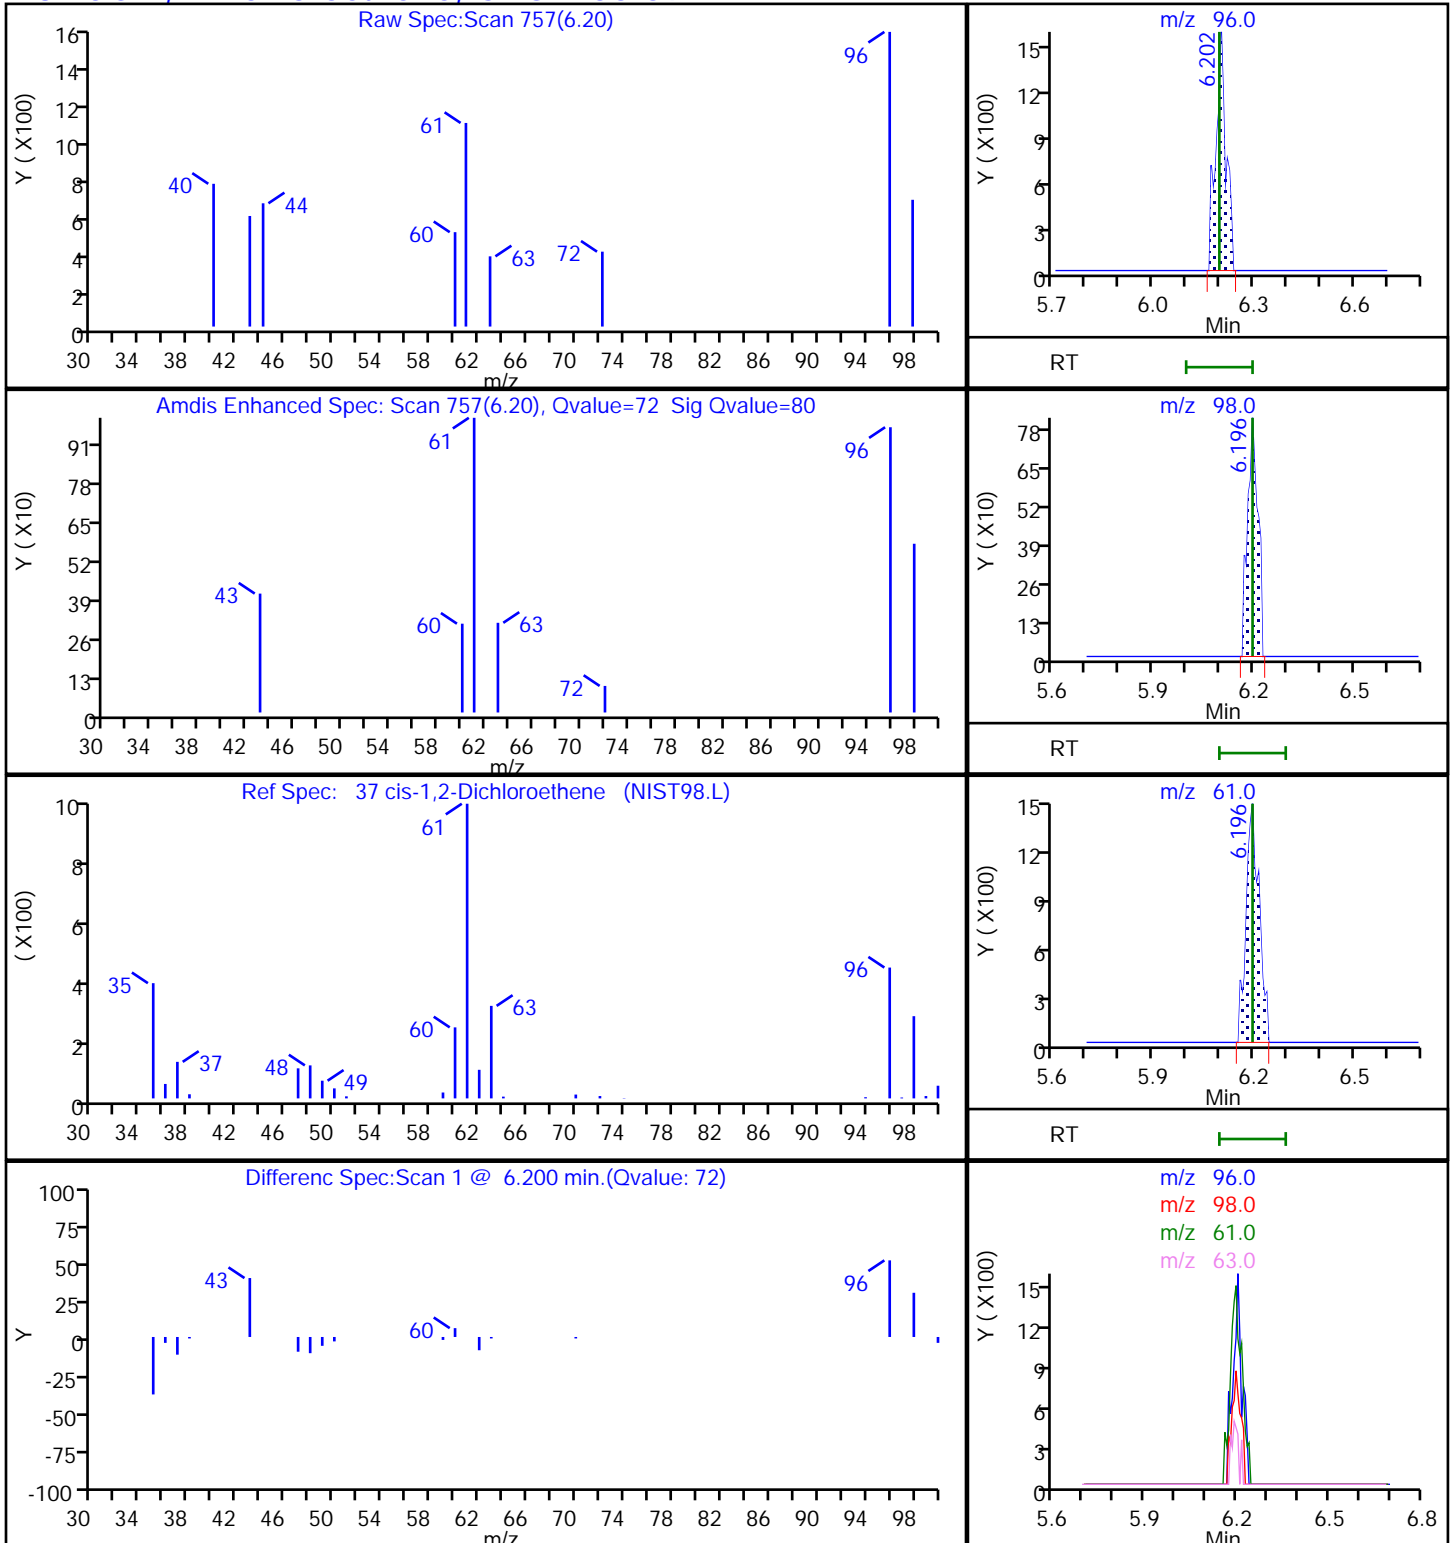 Raw Spec:Scan 757(6.20)
16
14
12
10
8
6
4
2
0
Y ( X100)
40
44
60
61
63
72
96
30 34 38 42 46 50 54 58 62 66 70 74 78 82 86 90 94 98
m/z
m/z 96.0
15
12
9
6
3
0
Y ( X100)
6.202
5.7 6.0 6.3 6.6
Min
RT
Amdis Enhanced Spec: Scan 757(6.20), Qvalue=72 Sig Qvalue=80
91
78
65
52
39
26
13
0
Y ( X10)
43
60
61
63
72
96
30 34 38 42 46 50 54 58 62 66 70 74 78 82 86 90 94 98
m/z
m/z 98.0
78
65
52
39
26
13
0
Y ( X10)
6.196
5.6 5.9 6.2 6.5
Min
RT
Ref Spec: 37 cis-1,2-Dichloroethene (NIST98.L)
10
8
6
4
2
0
( X100)
35
37
48
49
60
61
63
96
30 34 38 42 46 50 54 58 62 66 70 74 78 82 86 90 94 98
m/z 61.0
15
12
9
6
3
0
Y ( X100)
6.196
5.6 5.9 6.2 6.5
Min
RT
Differenc Spec:Scan 1 @ 6.200 min.(Qvalue: 72)
100
75
50
25
0
-25
-50
-75
-100
Y
43
60
96
30 34 38 42 46 50 54 58 62 66 70 74 78 82 86 90 94 98
m/z
m/z 96.0
m/z 98.0
m/z 61.0
m/z 63.0
15
12
9
6
3
0
Y ( X100)
5.6 5.9 6.2 6.5 6.8
Min